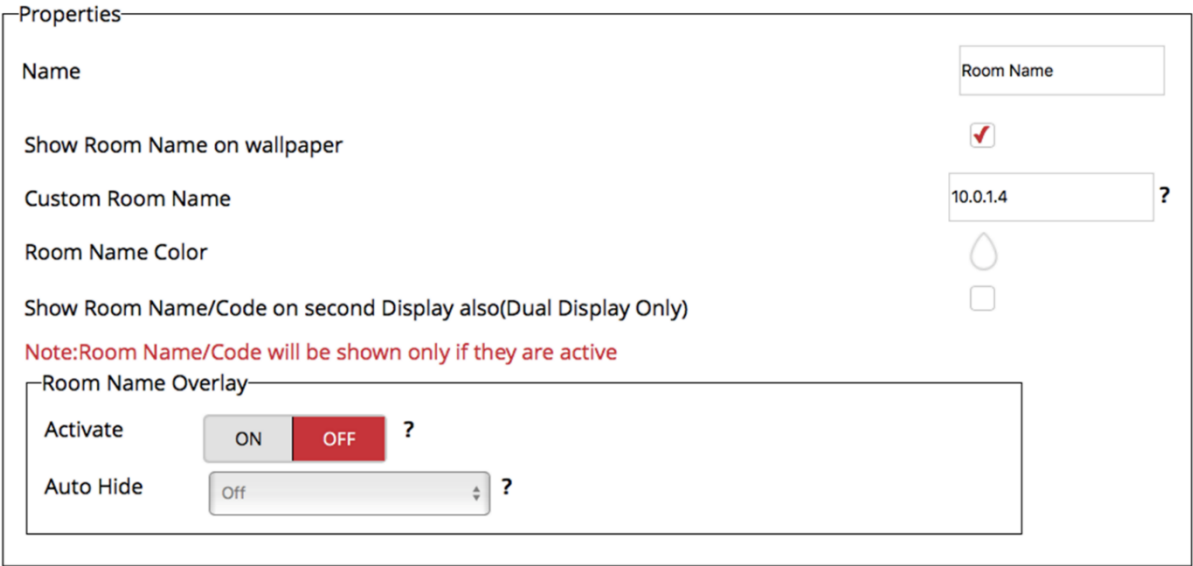 Properties
Name
Room Name
Show Room Name on wallpaper
Custom Room Name
10.0.1.4 ?
Room Name Color
Show Room Name/Code on second Display also(Dual Display Only)
Note:Room Name/Code will be shown only if they are active
Room Name Overlay
Activate ON OFF ?
Auto Hide Off ?